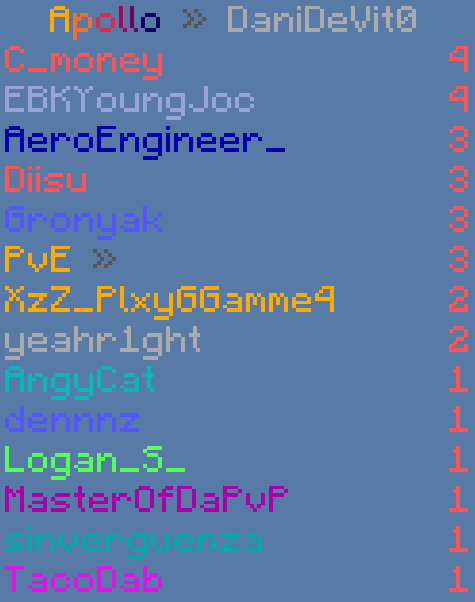 Apollo » DaniDeVit0
C_money 4
EBKYoungJoc 4
AeroEngineer_ 3
Diisu 3
Gronyak 3
PvE » 3
XzZ_PlxyGGamme4 2
yeahr1ght 2
AngyCat 1
dennnz 1
Logan_S_ 1
MasterOfDaPvP 1
sinverguenza 1
TacoDab 1